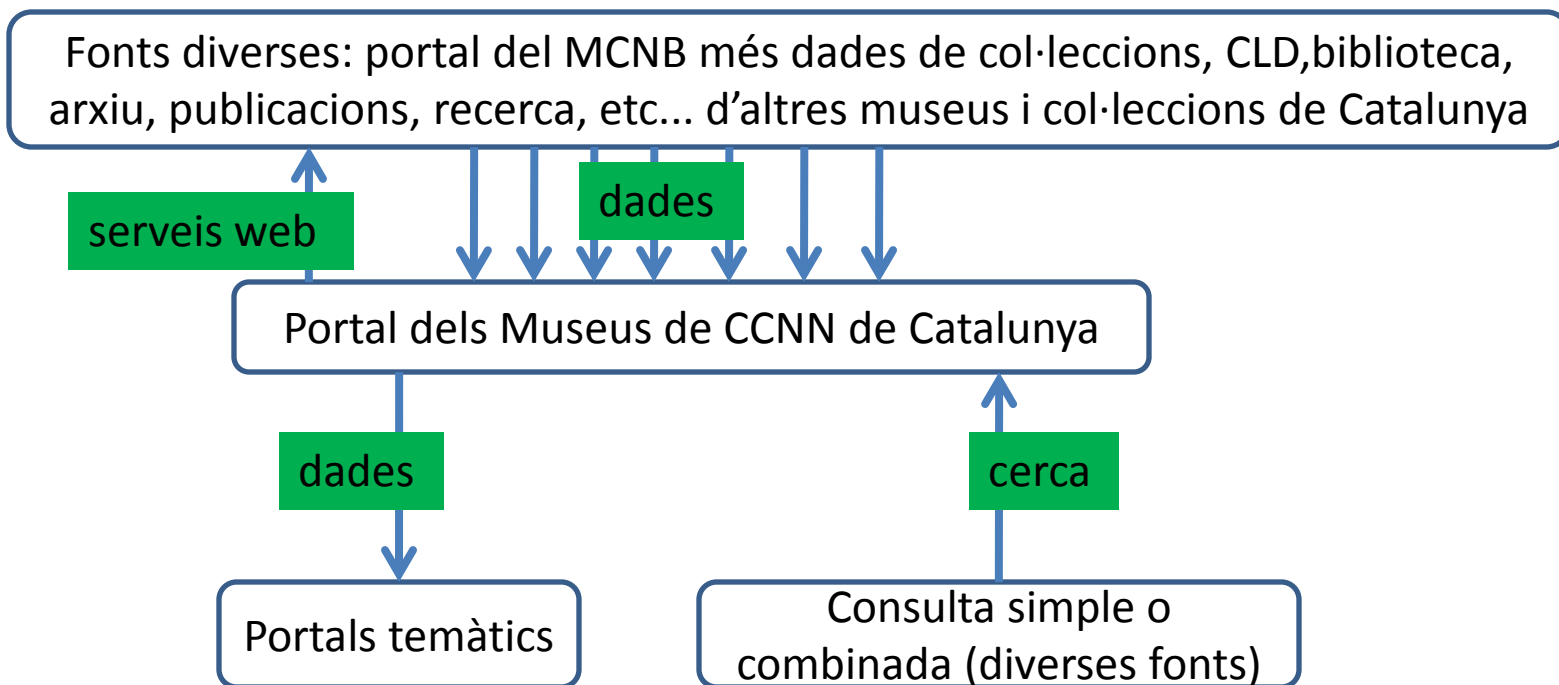 Fonts diverses: portal del MCNB més dades de col·leccions, CLD,biblioteca,
arxiu, publicacions, recerca, etc... d’altres museus i col·leccions de Catalunya
serveis web
dades
Portal dels Museus de CCNN de Catalunya
dades
cerca
Portals temàtics
Consulta simple o
combinada (diverses fonts)